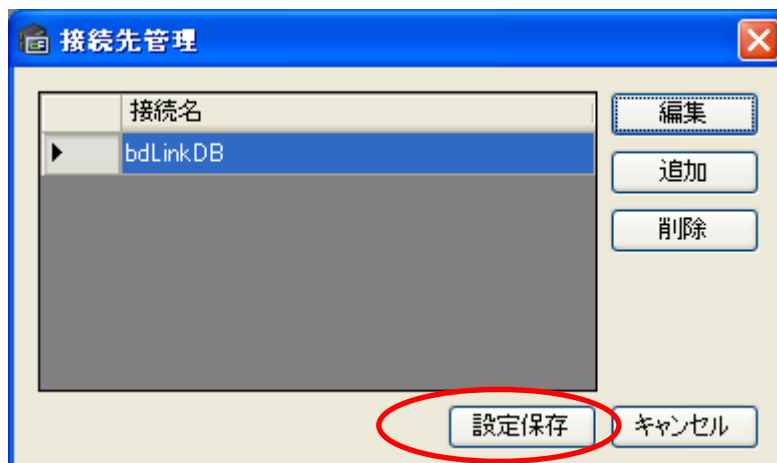 接続先管理
接続名
bdLinkDB
編集
追加
削除
設定保存
キャンセル